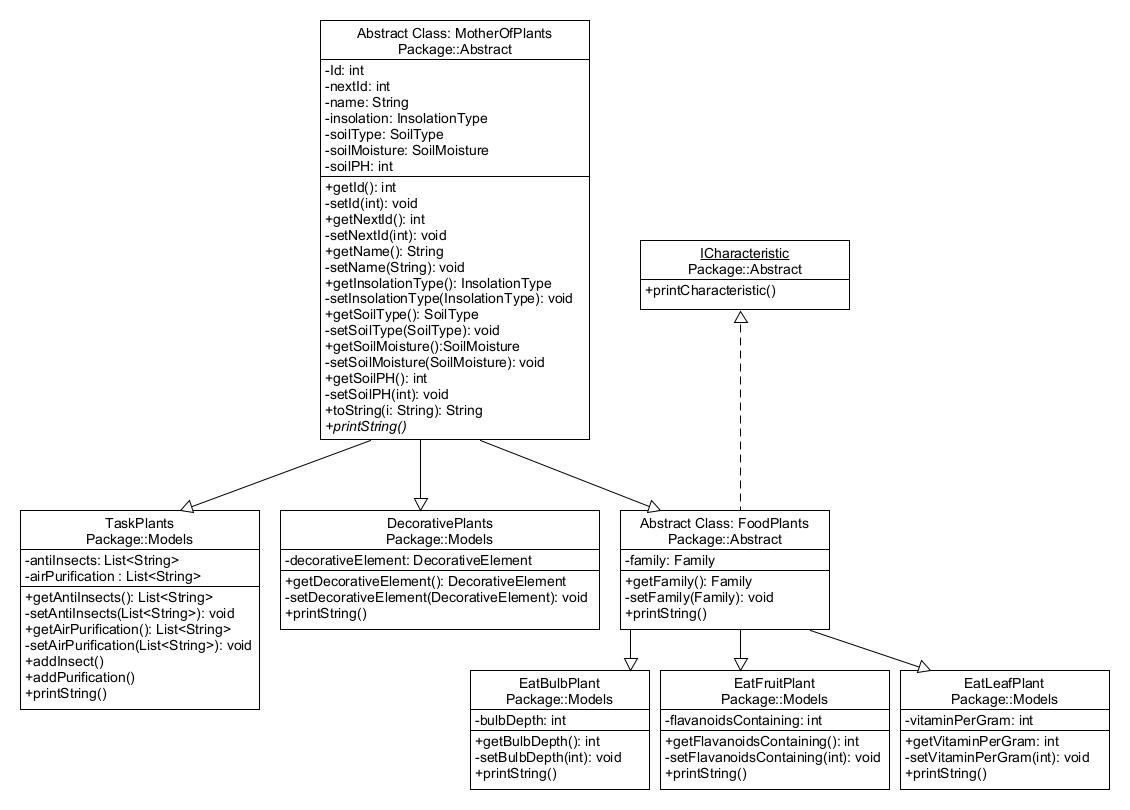 Abstract Class: MotherOfPlants
Package::Abstract
-Id: int
-nextId: int
-name: String
-insolation: InsolationType
-soilType: SoilType
-soilMoisture: SoilMoisture
-soilPH: int
+getId(): int
-setId(int): void
+getNextId(): int
-setNextId(int): void
+getName(): String
-setName(String): void
+getInsolationType(): InsolationType
-setInsolationType(InsolationType): void
+getSoilType(): SoilType
-setSoilType(SoilType): void
+getSoilMoisture():SoilMoisture
-setSoilMoisture(SoilMoisture): void
+getSoilPH(): int
-setSoilPH(int): void
+toString(i: String): String
+printString()
ICharacteristic
Package::Abstract
+printCharacteristic()
TaskPlants
Package::Models
-antiInsects: List<String>
-airPurification : List<String>
+getAntiInsects(): List<String>
-setAntiInsects(List<String>): void
+getAirPurification(): List<String>
-setAirPurification(List<String>): void
+addInsect()
+addPurification()
+printString()
DecorativePlants
Package::Models
-decorativeElement: DecorativeElement
+getDecorativeElement(): DecorativeElement
-setDecorativeElement(DecorativeElement): void
+printString()
Abstract Class: FoodPlants
Package::Abstract
-family: Family
+getFamily(): Family
-setFamily(Family): void
+printString()
EatBulbPlant
Package::Models
-bulbDepth: int
+getBulbDepth(): int
-setBulbDepth(int): void
+printString()
EatFruitPlant
Package::Models
-flavanoidsContaining: int
+getFlavanoidsContaining(): int
-setFlavanoidsContaining(int): void
+printString()
EatLeafPlant
Package::Models
-vitaminPerGram: int
+getVitaminPerGram: int
-setVitaminPerGram(int): void
+printString()